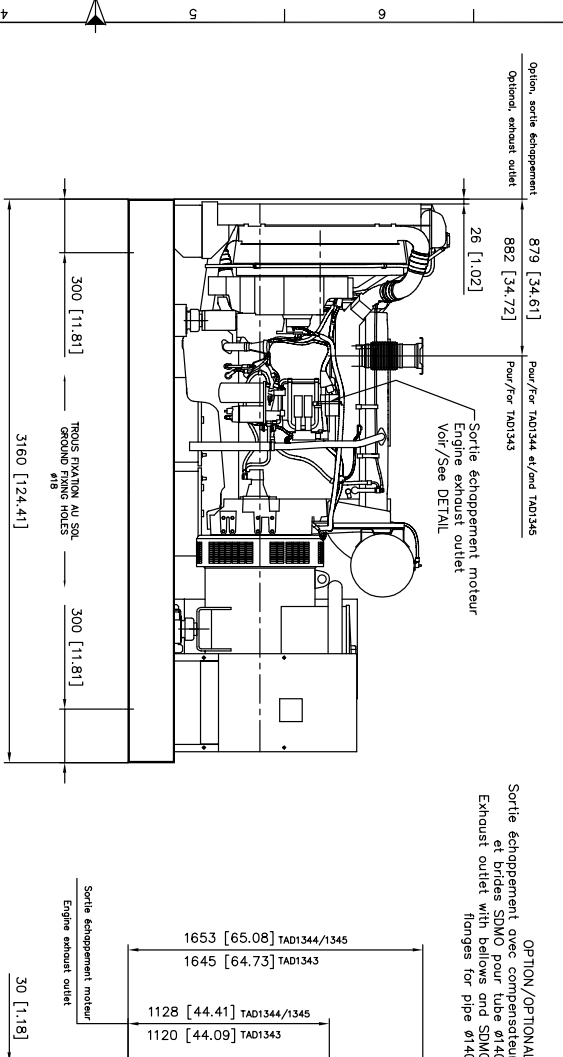 4
5
6
Option, sortie échappement
Optional, exhaust outlet
879 [34.61] Pour/For TAD1344 et/and TAD1345
882 [34.72] Pour/For TAD1343
26 [1.02]
Sortie échappement moteur
Engine exhaust outlet
Voir/See DETAIL
300 [11.81]
TROUS FIXATION AU SOL
GROUND FIXING HOLES
Ø18
300 [11.81]
3160 [124.41]
OPTION/OPTIONAL
Sortie échappement avec compensateu
et brides SDMO pour tube Ø14
Exhaust outlet with bellows and SDM
flanges for pipe Ø14
1653 [65.08] TAD1344/1345
1645 [64.73] TAD1343
1128 [44.41] TAD1344/1345
1120 [44.09] TAD1343
Sortie échappement moteur
Engine exhaust outlet
30 [1.18]